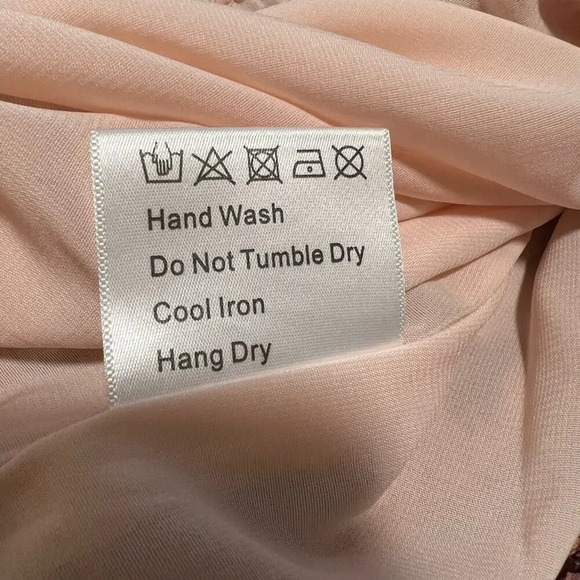 Hand Wash
Do Not Tumble Dry
Cool Iron
Hang Dry